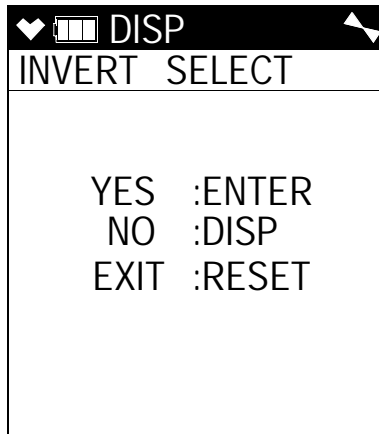 DISP
INVERT SELECT
YES :ENTER
NO :DISP
EXIT :RESET